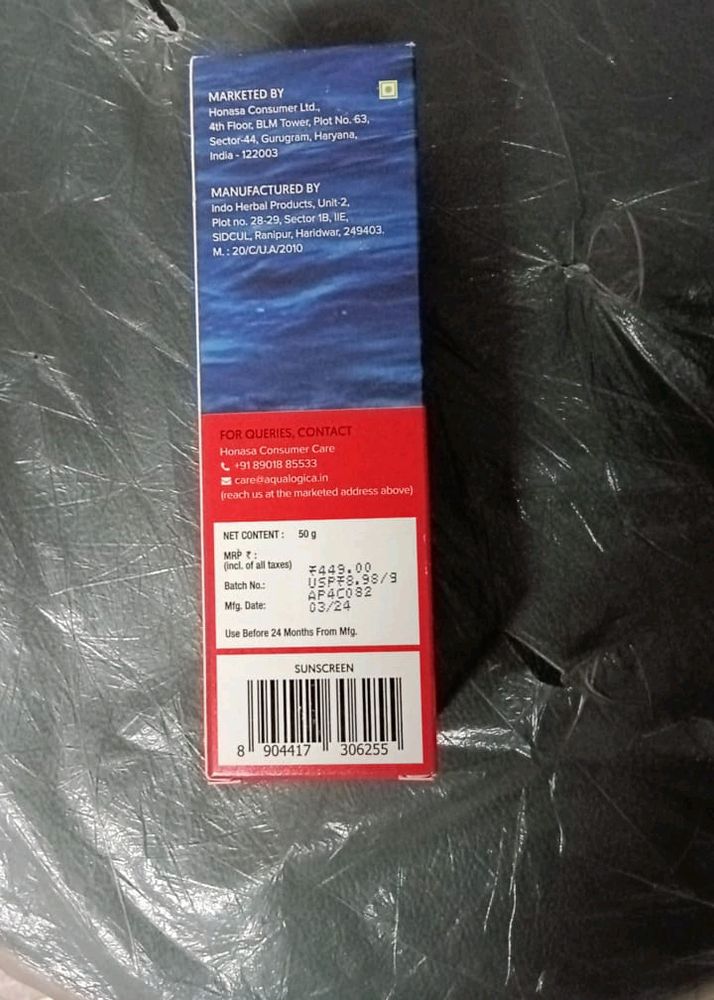 MARKETED BY
Honasa Consumer Ltd.,
4th Floor, BLM Tower, Plot No. 63,
Sector-44, Gurugram, Haryana,
India - 122003
MANUFACTURED BY
Indo Herbal Products, Unit-2,
Plot no. 28-29, Sector 1B, IIE,
SIDCUL, Ranipur, Haridwar, 249403.
M. : 20/C/U.A/2010
FOR QUERIES, CONTACT
Honasa Consumer Care
+91 89018 85533
care@aqualogica.in
(reach us at the marketed address above)
NET CONTENT : 50 g
MRP ₹ :
(incl. of all taxes) ₹449.00
USP₹8.98/g
Batch No.: AP4C082
Mfg. Date: 03/24
Use Before 24 Months From Mfg.
SUNSCREEN
8 904417 306255